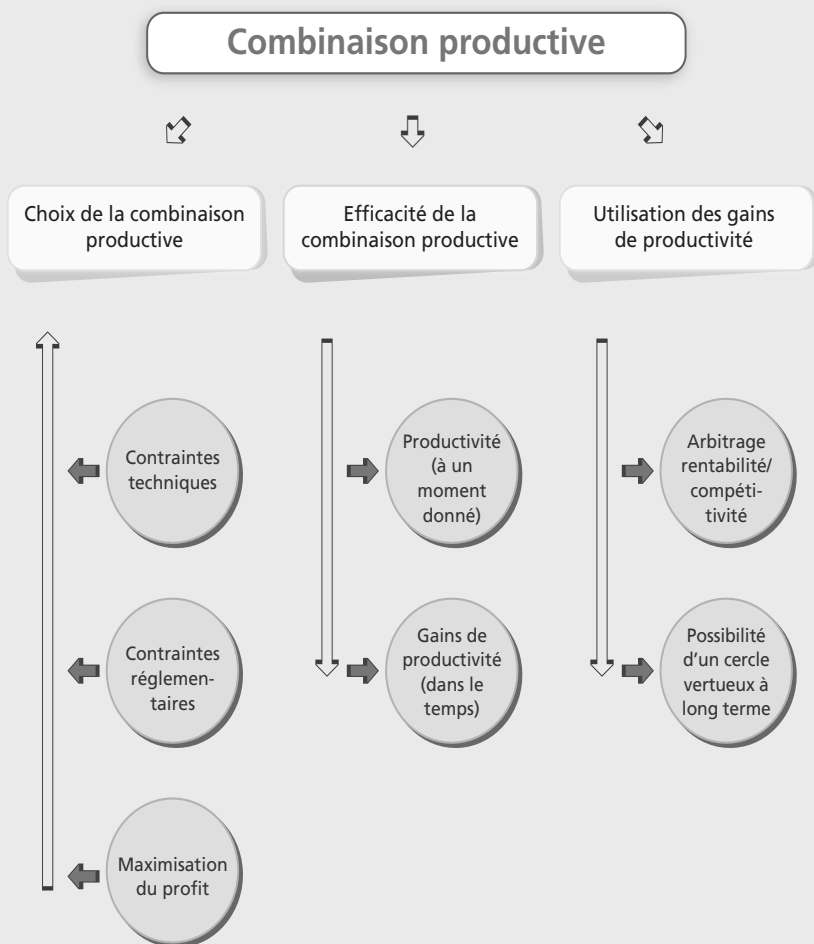 Combinaison productive
Choix de la combinaison
productive
Efficacité de la
combinaison productive
Utilisation des gains
de productivité
Contraintes
techniques
Contraintes
réglemen-
taires
Maximisation
du profit
Productivité
(à un
moment
donné)
Gains de
productivité
(dans le
temps)
Arbitrage
rentabilité/
compéti-
tivité
Possibilité
d'un cercle
vertueux à
long terme